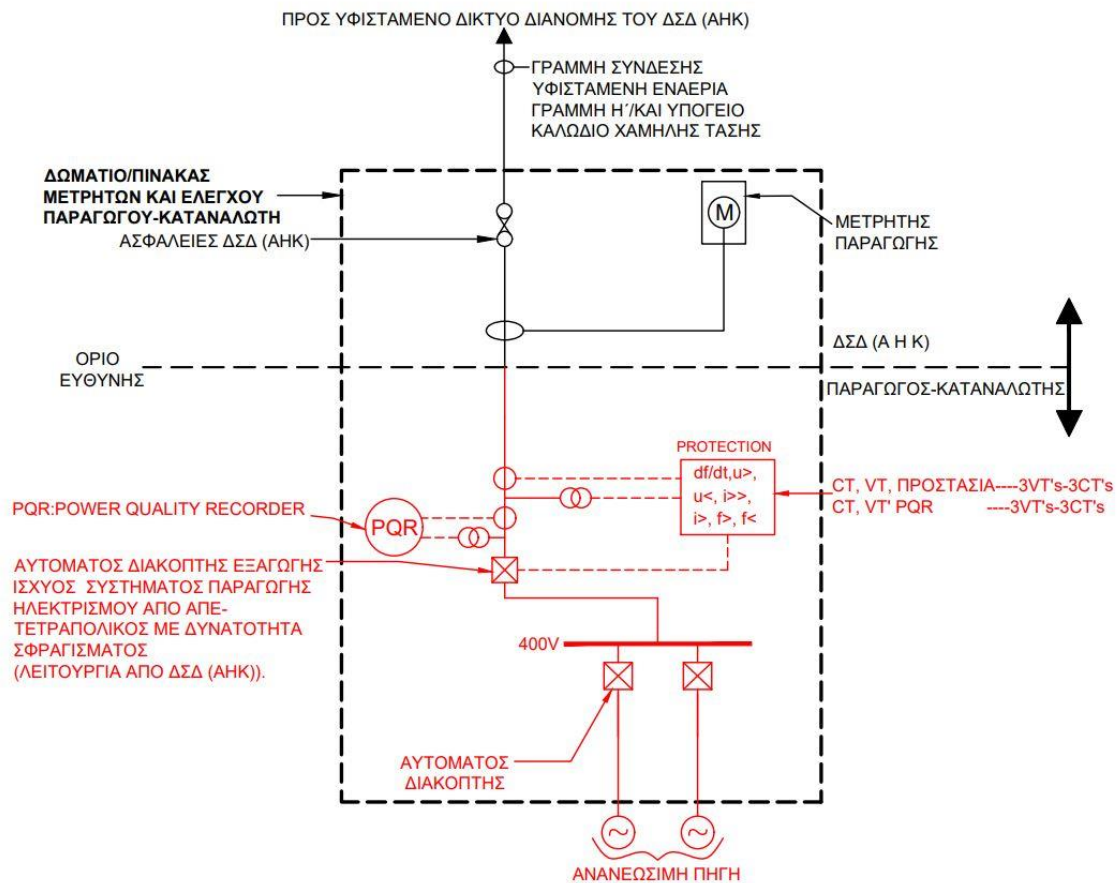 ΠΡΟΣ ΥΦΙΣΤΑΜΕΝΟ ΔΙΚΤΥΟ ΔΙΑΝΟΜΗΣ ΤΟΥ ΔΣΔ (ΑΗΚ)
ΓΡΑΜΜΗ ΣΥΝΔΕΣΗΣ
ΥΦΙΣΤΑΜΕΝΗ ΕΝΑΕΡΙΑ
ΓΡΑΜΜΗ Η΄/ΚΑΙ ΥΠΟΓΕΙΟ
ΚΑΛΩΔΙΟ ΧΑΜΗΛΗΣ ΤΑΣΗΣ
ΔΩΜΑΤΙΟ/ΠΙΝΑΚΑΣ
ΜΕΤΡΗΤΩΝ ΚΑΙ ΕΛΕΓΧΟΥ
ΠΑΡΑΓΩΓΟΥ-ΚΑΤΑΝΑΛΩΤΗ
ΑΣΦΑΛΕΙΕΣ ΔΣΔ (ΑΗΚ)
M
ΜΕΤΡΗΤΗΣ
ΠΑΡΑΓΩΓΗΣ
ΟΡΙΟ
ΕΥΘΥΝΗΣ
ΔΣΔ (Α Η Κ)
ΠΑΡΑΓΩΓΟΣ-ΚΑΤΑΝΑΛΩΤΗΣ
PROTECTION
df/dt,u>,
u<, i>>,
i>, f>, f<
CT, VT, ΠΡΟΣΤΑΣΙΑ----3VT's-3CT's
CT, VT' PQR ----3VT's-3CT's
PQR:POWER QUALITY RECORDER
PQR
ΑΥΤΟΜΑΤΟΣ ΔΙΑΚΟΠΤΗΣ ΕΞΑΓΩΓΗΣ
ΙΣΧΥΟΣ ΣΥΣΤΗΜΑΤΟΣ ΠΑΡΑΓΩΓΗΣ
ΗΛΕΚΤΡΙΣΜΟΥ ΑΠΟ ΑΠΕ-
ΤΕΤΡΑΠΟΛΙΚΟΣ ΜΕ ΔΥΝΑΤΟΤΗΤΑ
ΣΦΡΑΓΙΣΜΑΤΟΣ
(ΛΕΙΤΟΥΡΓΙΑ ΑΠΟ ΔΣΔ (ΑΗΚ)).
400V
ΑΥΤΟΜΑΤΟΣ
ΔΙΑΚΟΠΤΗΣ
ΑΝΑΝΕΩΣΙΜΗ ΠΗΓΗ